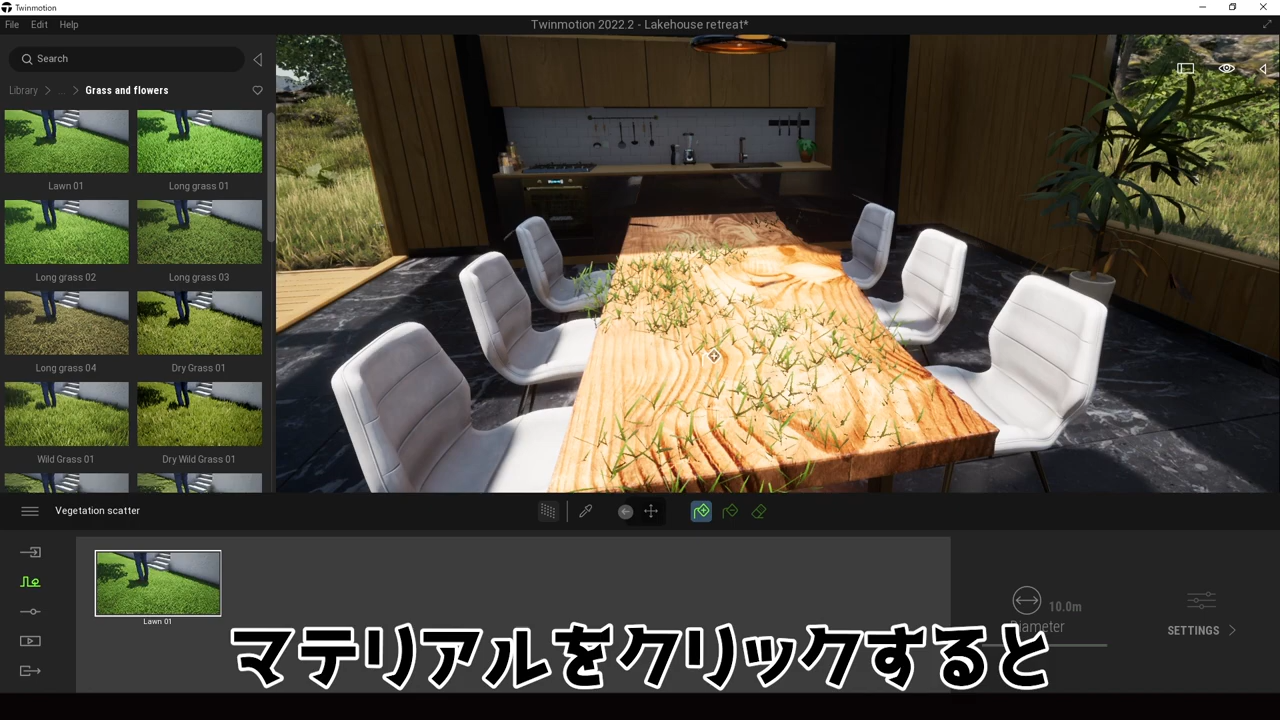 Twinmotion
File Edit Help
Twinmotion 2022.2 - Lakehouse retreat*
Search
Library > ... > Grass and flowers
Lawn 01
Long grass 01
Long grass 02
Long grass 03
Long grass 04
Dry Grass 01
Wild Grass 01
Dry Wild Grass 01
Vegetation scatter
Lawn 01
10.0m
Diameter
SETTINGS
マテリアルをクリックすると